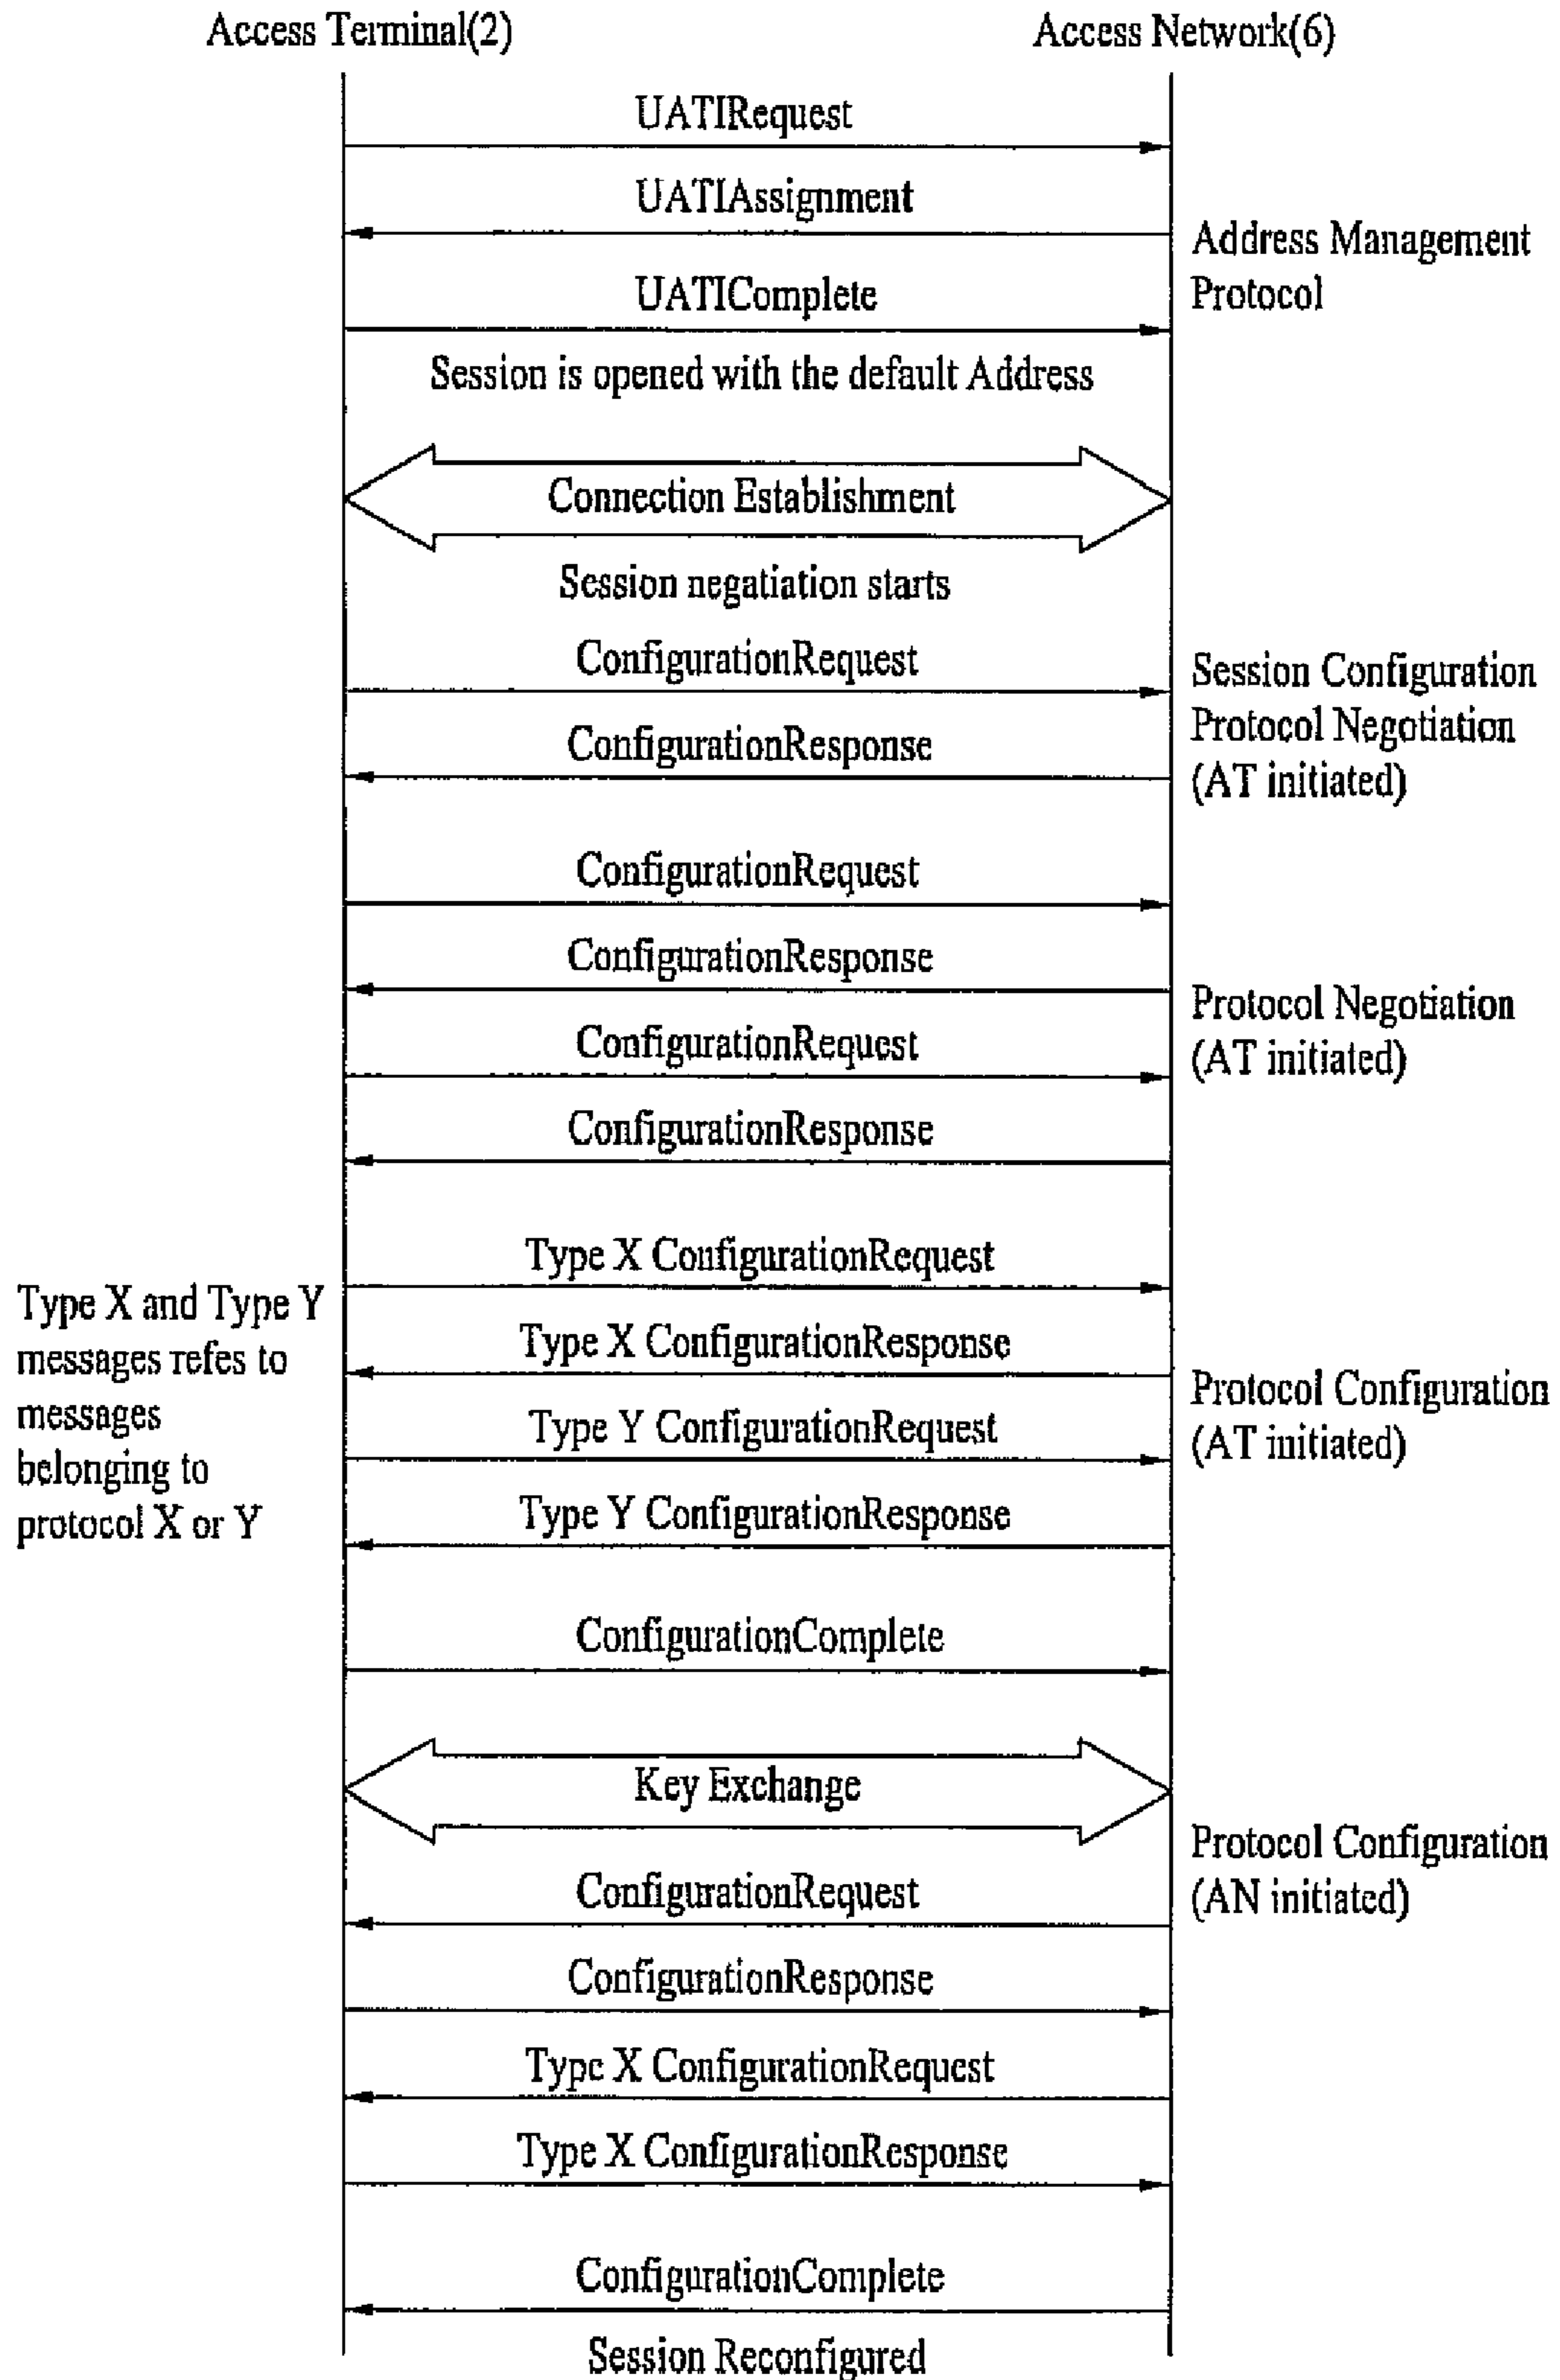 Access Terminal(2)
Access Network(6)
UATIRequest
UATIAssignment
Address Management
Protocol
UATIComplete
Session is opened with the default Address
Connection Establishment
Session negatiation starts
ConfigurationRequest
Session Configuration
Protocol Negotiation
(AT initiated)
ConfigurationResponse
ConfigurationRequest
ConfigurationResponse
Protocol Negotiation
(AT initiated)
ConfigurationRequest
ConfigurationResponse
Type X ConfigurationRequest
Type X and Type Y
messages refes to
messages
belonging to
protocol X or Y
Type X ConfigurationResponse
Protocol Configuration
(AT initiated)
Type Y ConfigurationRequest
Type Y ConfigurationResponse
ConfigurationComplete
Key Exchange
Protocol Configuration
(AN initiated)
ConfigurationRequest
ConfigurationResponse
Type X ConfigurationRequest
Type X ConfigurationResponse
ConfigurationComplete
Session Reconfigured